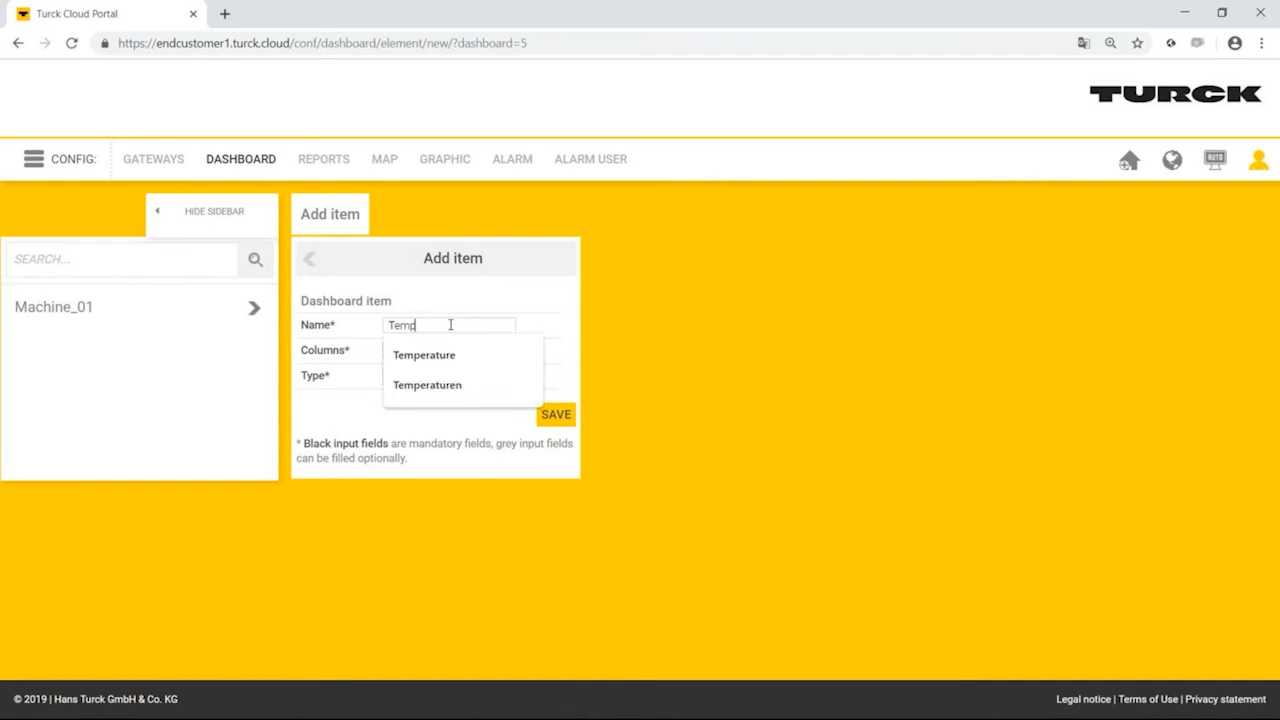 Turck Cloud Portal
https://endcustomer1.turck.cloud/conf/dashboard/element/new/?dashboard=5
TURCK
CONFIG: GATEWAYS DASHBOARD REPORTS MAP GRAPHIC ALARM ALARM USER AUTO
HIDE SIDEBAR
Add item
SEARCH...
Add item
Machine_01
Dashboard item
Name* Temp
Columns*
Type*
Temperature
Temperaturen
SAVE
* Black input fields are mandatory fields, grey input fields
can be filled optionally.
© 2019 | Hans Turck GmbH & Co. KG
Legal notice | Terms of Use | Privacy statement